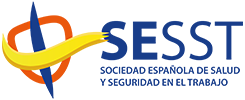 SESST
SOCIEDAD ESPAÑOLA DE SALUD
Y SEGURIDAD EN EL TRABAJO